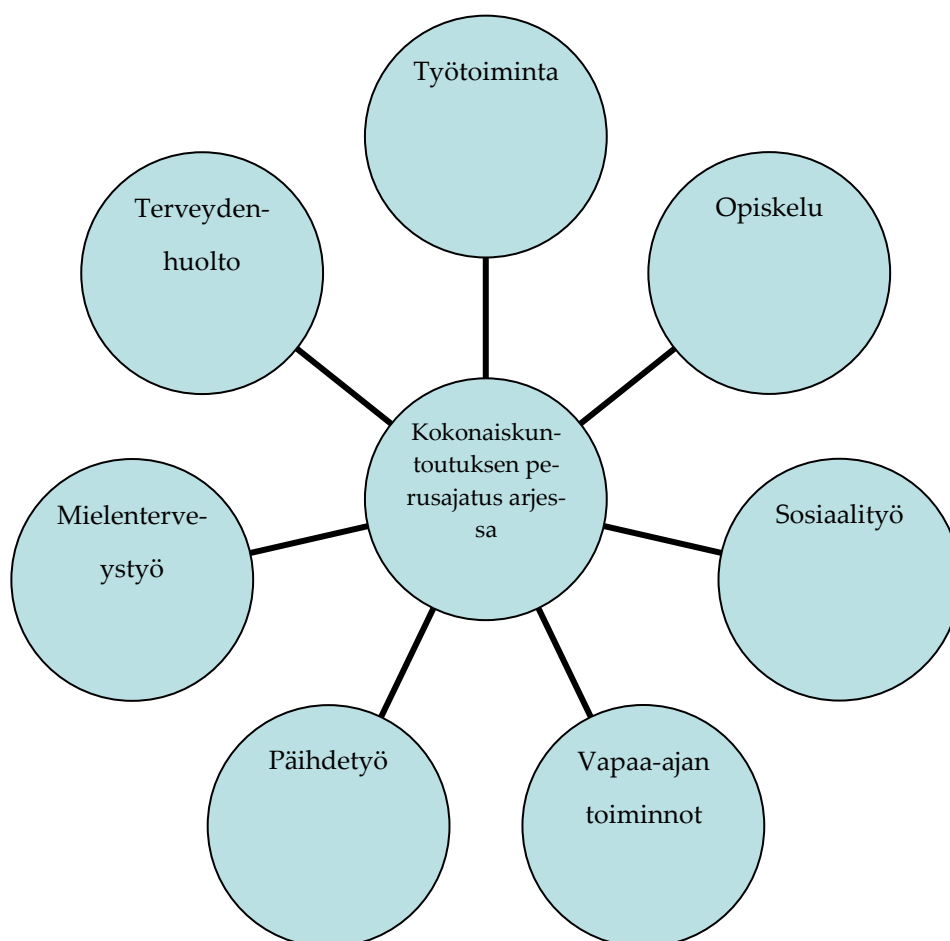 Työtoiminta
Opiskelu
Terveyden-
huolto
Kokonaiskun-
toutuksen pe-
rusajatus arjes-
sa
Sosiaalityö
Mielenterve-
ystyö
Päihdetyö
Vapaa-ajan
toiminnot